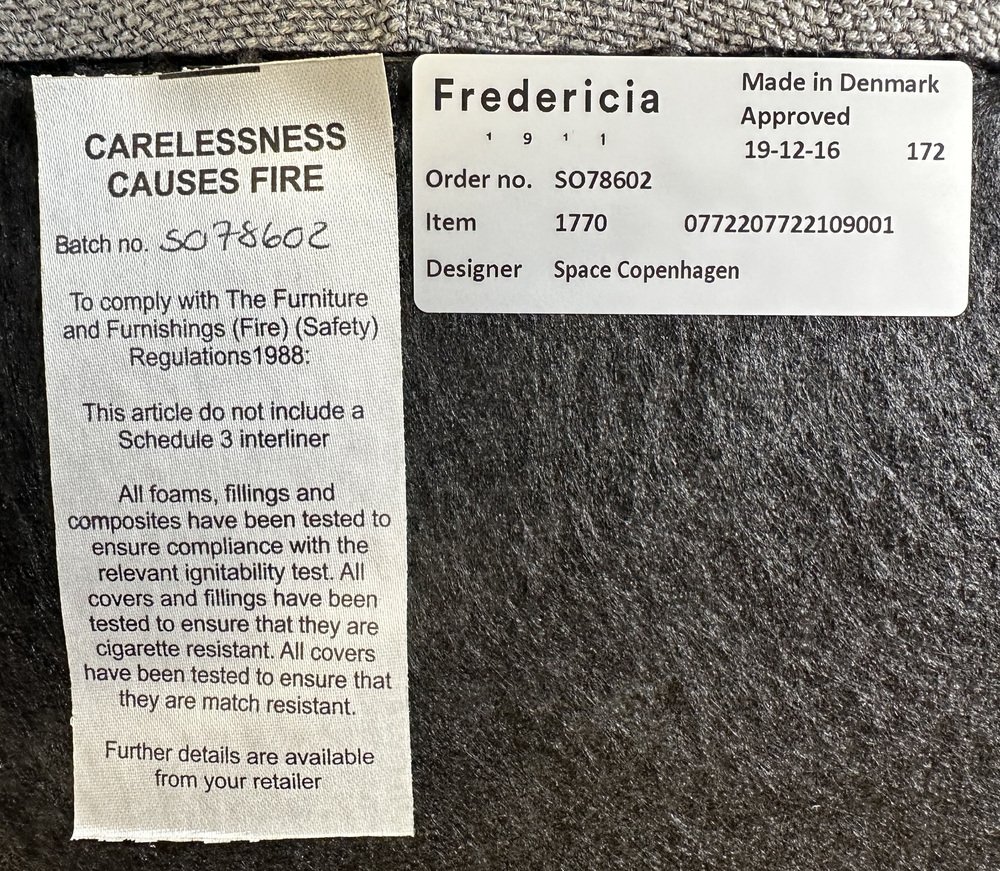 CARELESSNESS
CAUSES FIRE
Batch no. SO78602
To comply with The Furniture
and Furnishings (Fire) (Safety)
Regulations1988:
This article do not include a
Schedule 3 interliner
All foams, fillings and
composites have been tested to
ensure compliance with the
relevant ignitability test. All
covers and fillings have been
tested to ensure that they are
cigarette resistant. All covers
have been tested to ensure that
they are match resistant.
Further details are available
from your retailer
Fredericia
1 9 1 1
Made in Denmark
Approved
19-12-16 172
Order no. SO78602
Item 1770 0772207722109001
Designer Space Copenhagen